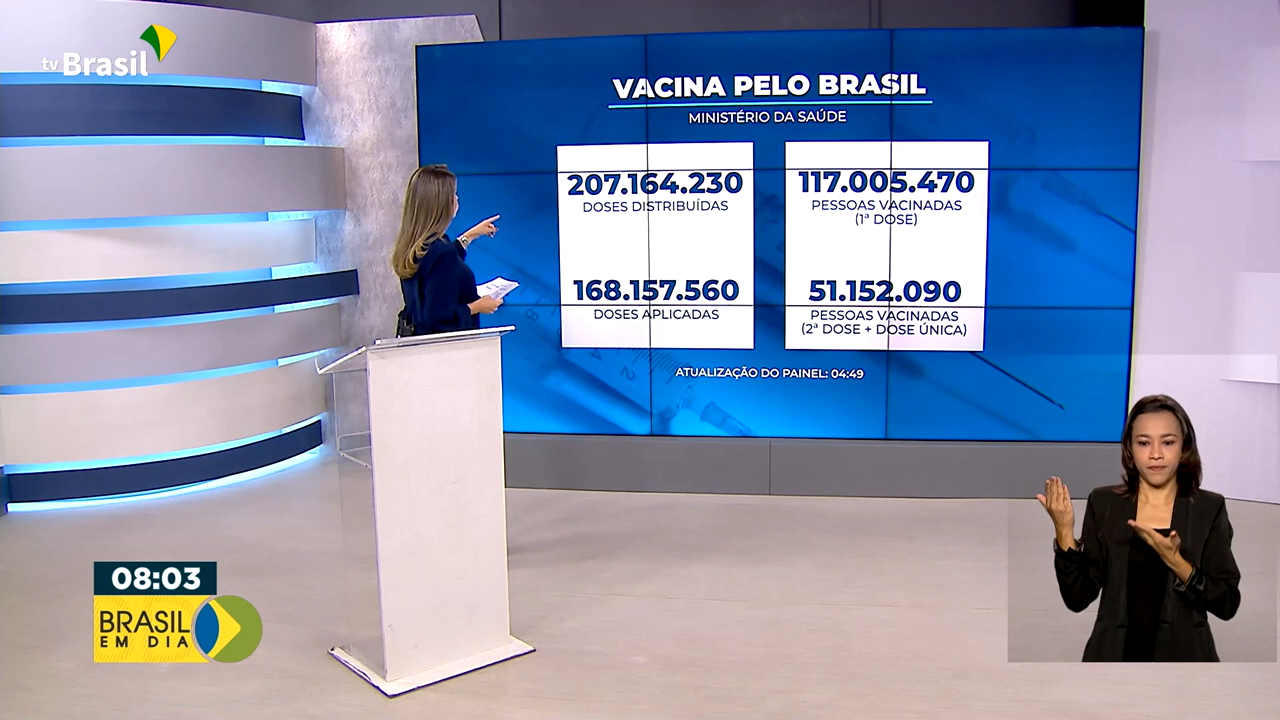 tv Brasil
VACINA PELO BRASIL
MINISTÉRIO DA SAÚDE
207.164.230
DOSES DISTRIBUÍDAS
168.157.560
DOSES APLICADAS
117.005.470
PESSOAS VACINADAS
(1ª DOSE)
51.152.090
PESSOAS VACINADAS
(2ª DOSE + DOSE ÚNICA)
ATUALIZAÇÃO DO PAINEL: 04:49
08:03
BRASIL
EM DIA